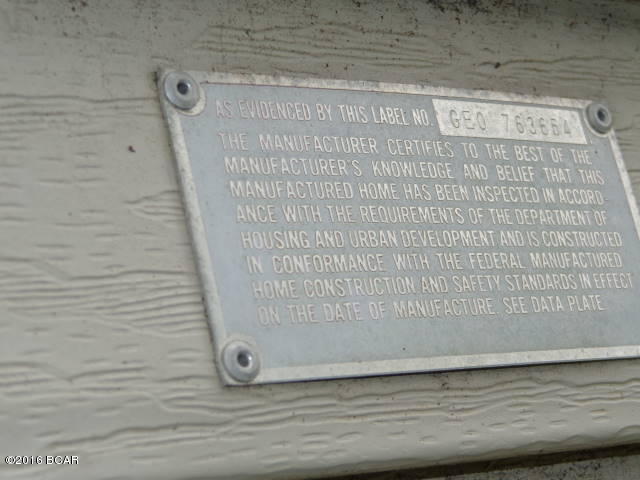 AS EVIDENCED BY THIS LABEL NO. GEO 763664
THE MANUFACTURER CERTIFIES TO THE BEST OF THE
MANUFACTURER'S KNOWLEDGE AND BELIEF THAT THIS
MANUFACTURED HOME HAS BEEN INSPECTED IN ACCORD-
ANCE WITH THE REQUIREMENTS OF THE DEPARTMENT OF
HOUSING AND URBAN DEVELOPMENT AND IS CONSTRUCTED
IN CONFORMANCE WITH THE FEDERAL MANUFACTURED
HOME CONSTRUCTION AND SAFETY STANDARDS IN EFFECT
ON THE DATE OF MANUFACTURE. SEE DATA PLATE.
©2016 BCAR